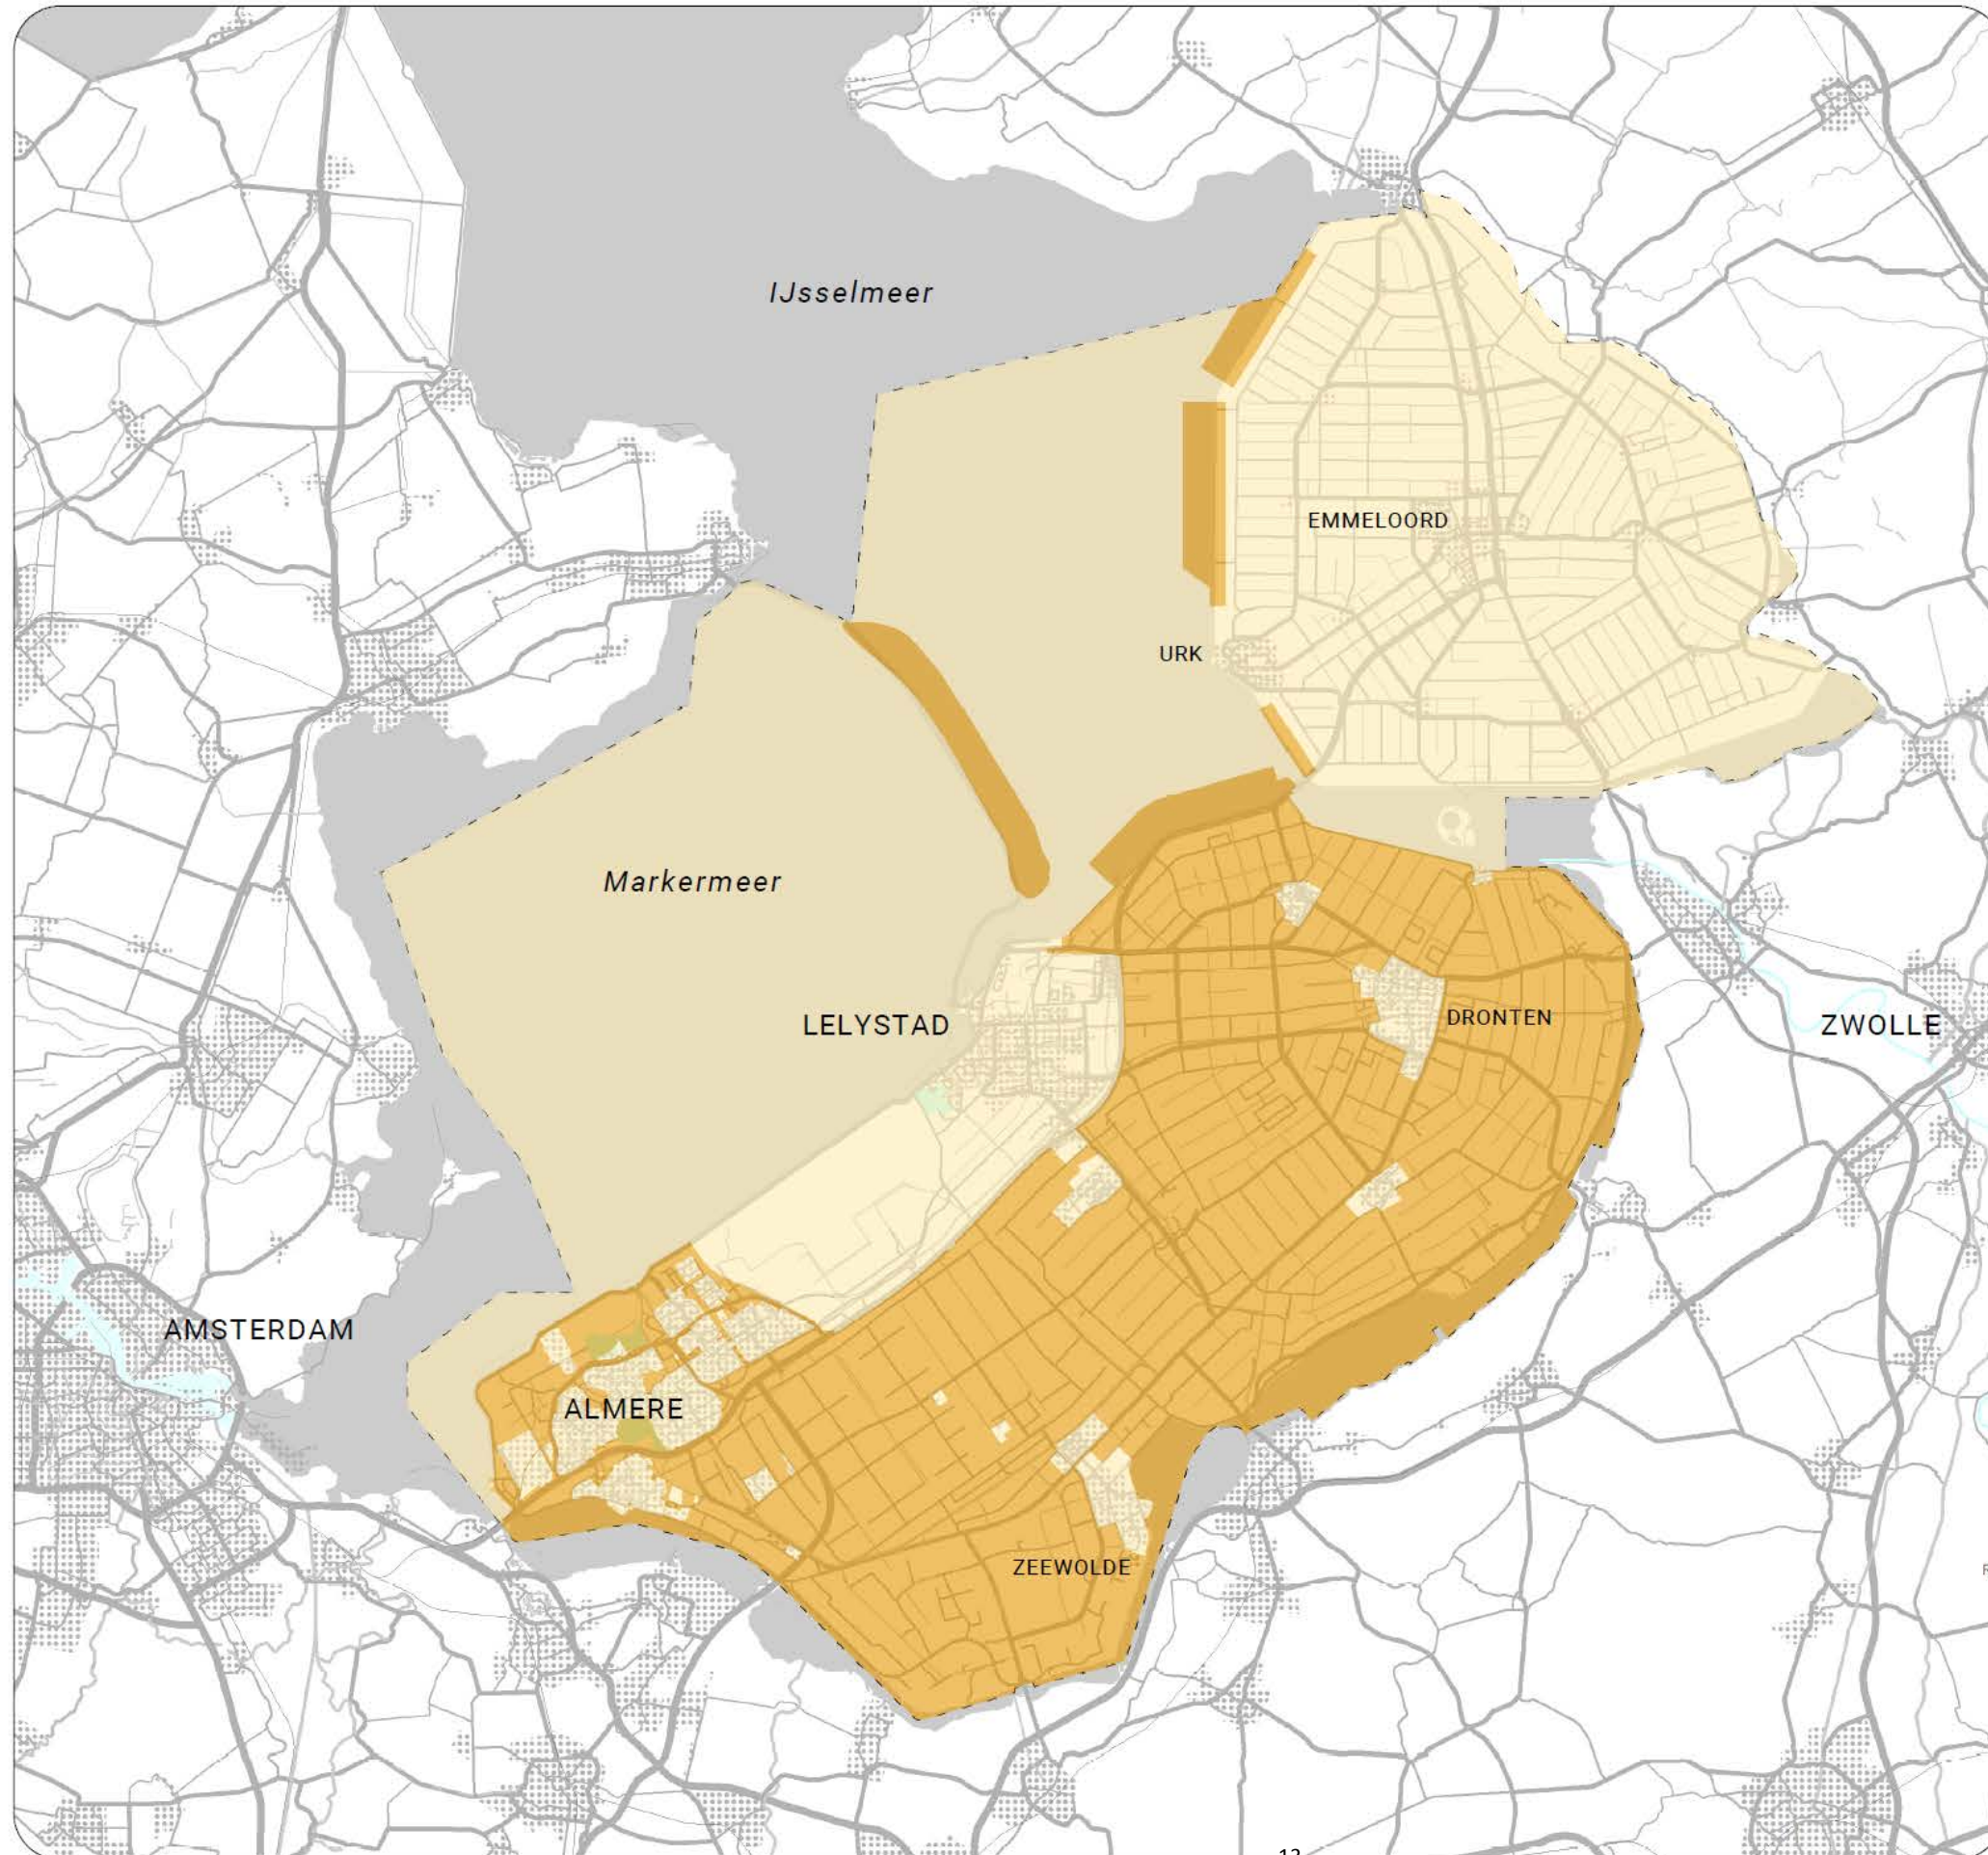 IJsselmeer
EMMELOORD
URK
Markermeer
LELYSTAD
DRONTEN
ZWOLLE
AMSTERDAM
ALMERE
ZEEWOLDE